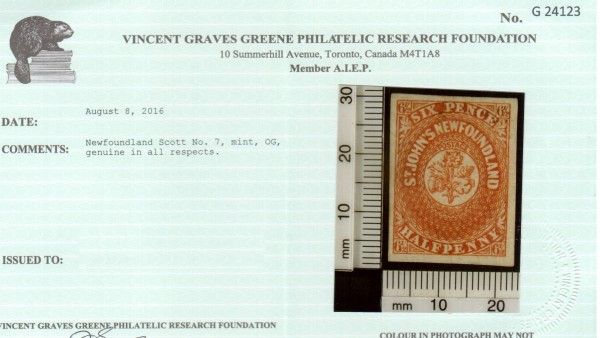 No. G 24123
VINCENT GRAVES GREENE PHILATELIC RESEARCH FOUNDATION
10 Summerhill Avenue, Toronto, Canada M4T1A8
Member A.I.E.P.
DATE: August 8, 2016
COMMENTS: Newfoundland Scott No. 7, mint, OG,
genuine in all respects.
30
20
10
mm
SIX PENCE
ST. JOHN'S NEWFOUNDLAND
HALFPENNY
mm 10 20
ISSUED TO:
VINCENT GRAVES GREENE PHILATELIC RESEARCH FOUNDATION
COLOUR IN PHOTOGRAPH MAY NOT